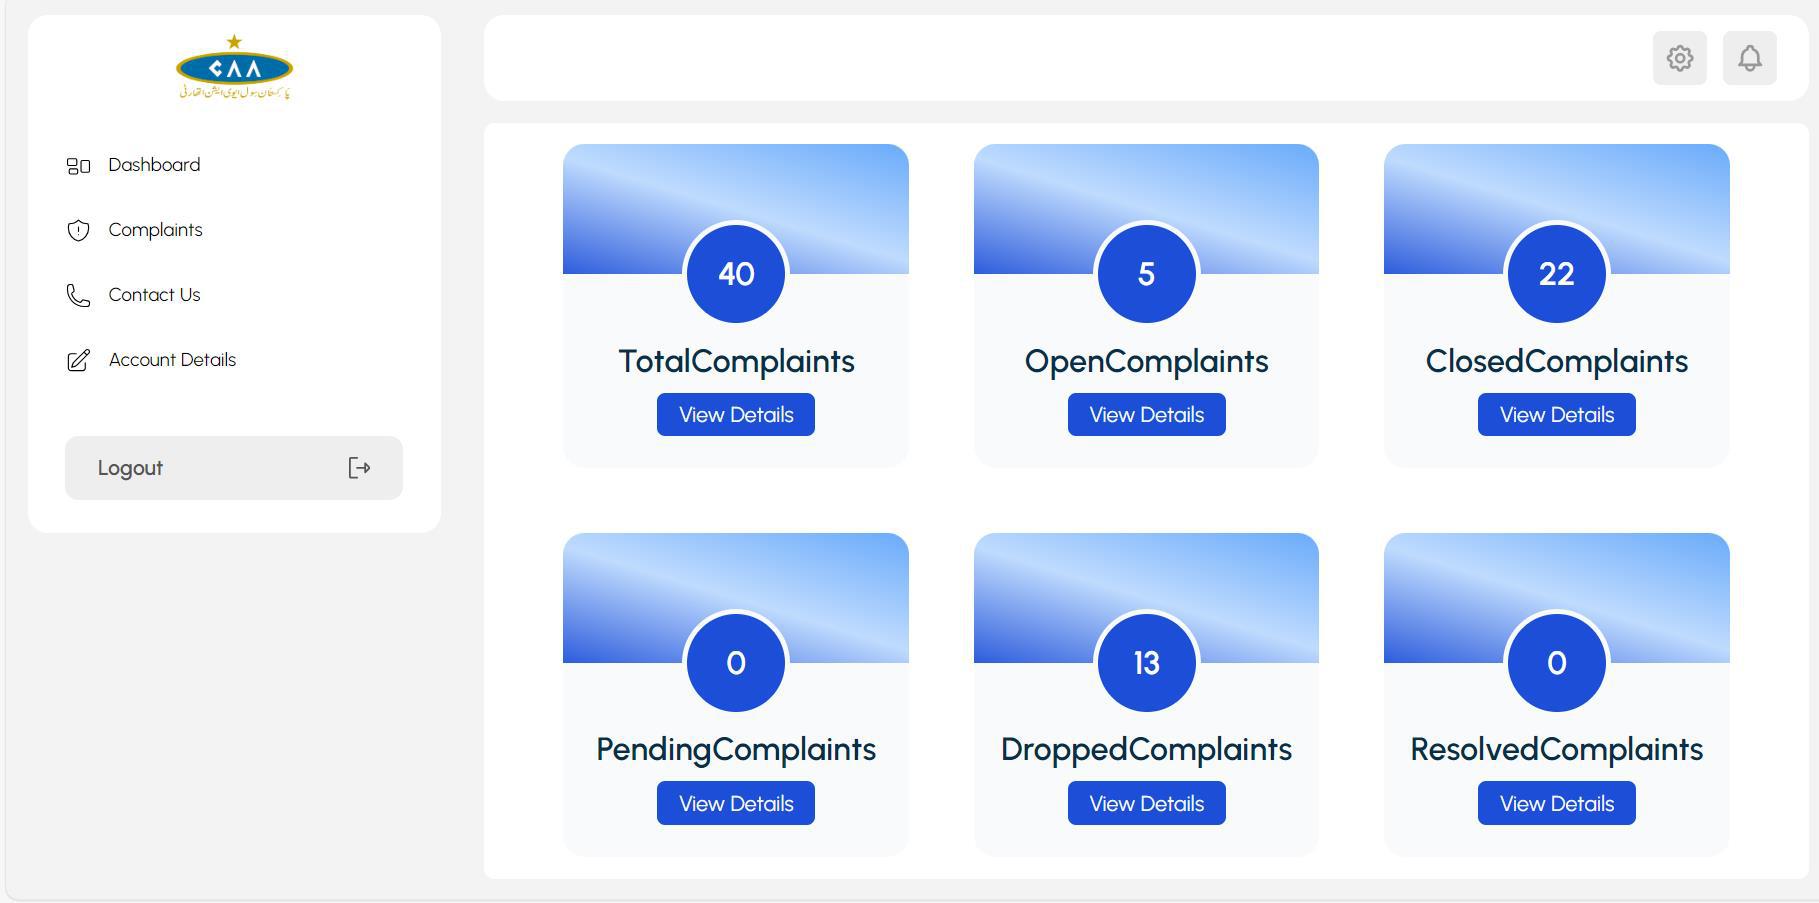 CAA
پاکستان سول ایوی ایشن اتھارٹی
Dashboard
Complaints
Contact Us
Account Details
Logout
40
TotalComplaints
View Details
5
OpenComplaints
View Details
22
ClosedComplaints
View Details
0
PendingComplaints
View Details
13
DroppedComplaints
View Details
0
ResolvedComplaints
View Details